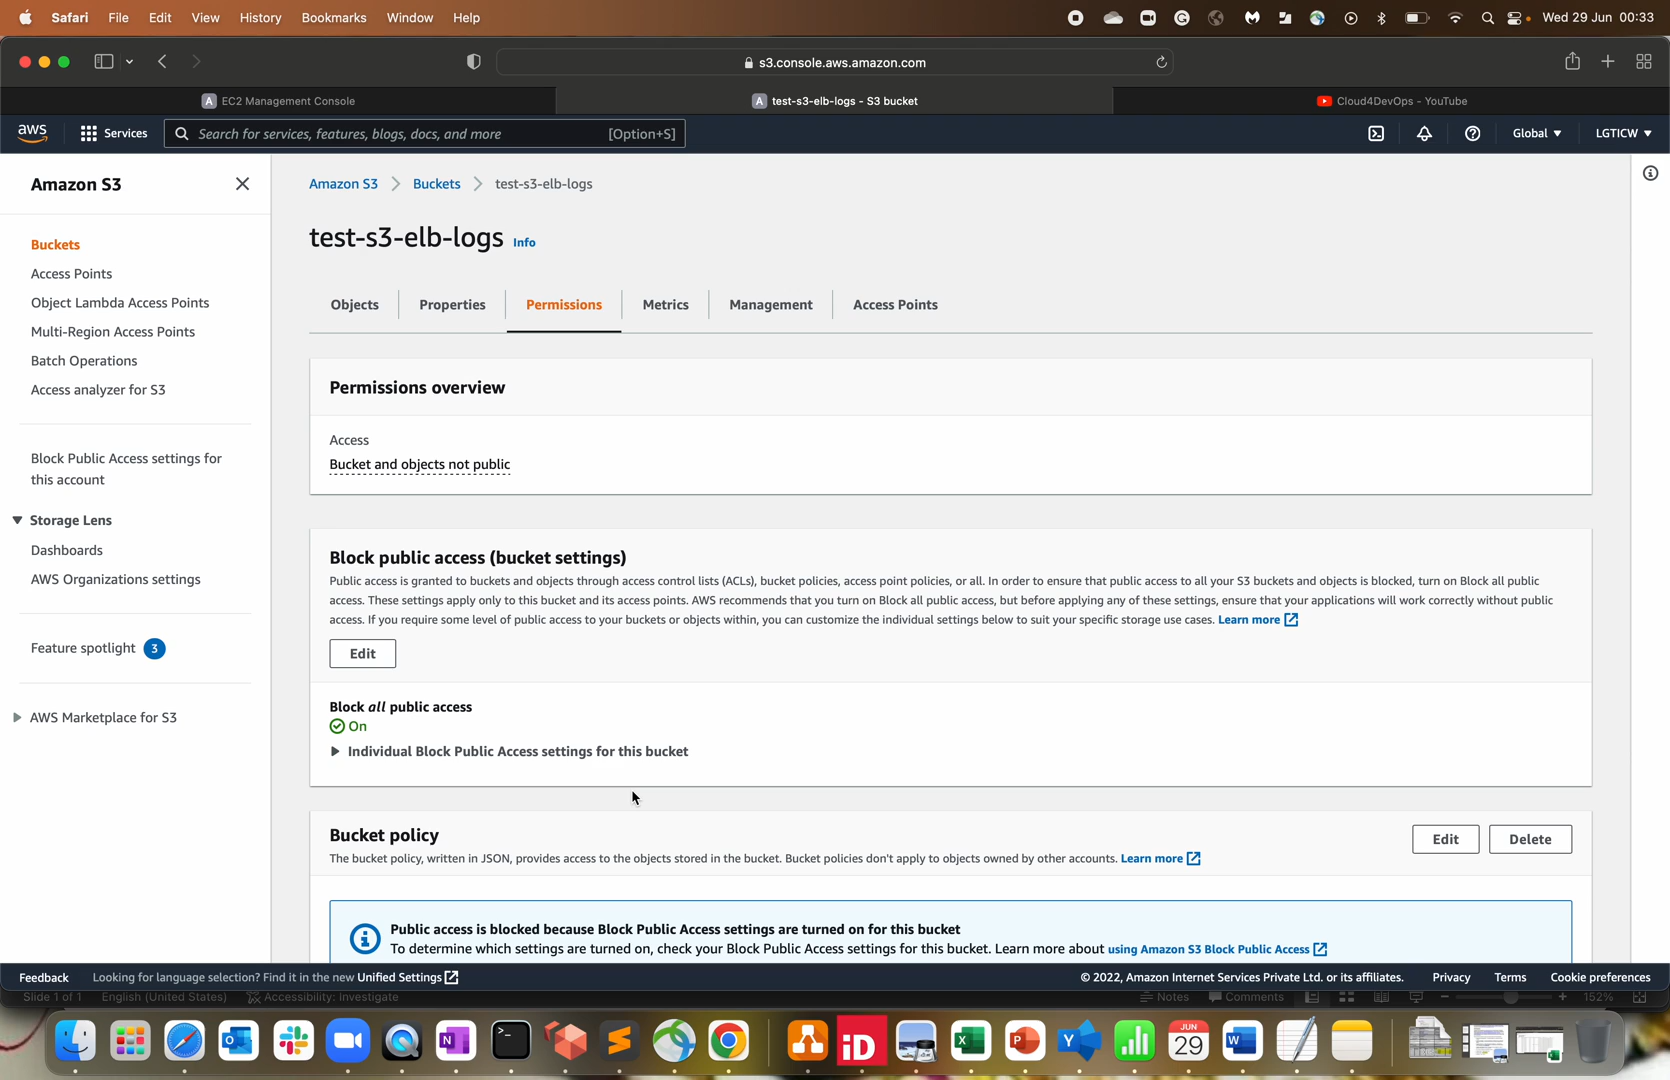 Safari File Edit View History Bookmarks Window Help Wed 29 Jun 00:33
s3.console.aws.amazon.com
A EC2 Management Console A test-s3-elb-logs - S3 bucket Cloud4DevOps - YouTube
aws Services Search for services, features, blogs, docs, and more [Option+S] Global LGTICW
Amazon S3
Buckets
Access Points
Object Lambda Access Points
Multi-Region Access Points
Batch Operations
Access analyzer for S3
Block Public Access settings for
this account
Storage Lens
Dashboards
AWS Organizations settings
Feature spotlight 3
AWS Marketplace for S3
Amazon S3 Buckets test-s3-elb-logs
test-s3-elb-logs Info
Objects Properties Permissions Metrics Management Access Points
Permissions overview
Access
Bucket and objects not public
Block public access (bucket settings)
Public access is granted to buckets and objects through access control lists (ACLs), bucket policies, access point policies, or all. In order to ensure that public access to all your S3 buckets and objects is blocked, turn on Block all public
access. These settings apply only to this bucket and its access points. AWS recommends that you turn on Block all public access, but before applying any of these settings, ensure that your applications will work correctly without public
access. If you require some level of public access to your buckets or objects within, you can customize the individual settings below to suit your specific storage use cases. Learn more
Edit
Block all public access
On
Individual Block Public Access settings for this bucket
Bucket policy
Edit Delete
The bucket policy, written in JSON, provides access to the objects stored in the bucket. Bucket policies don't apply to objects owned by other accounts. Learn more
Public access is blocked because Block Public Access settings are turned on for this bucket
To determine which settings are turned on, check your Block Public Access settings for this bucket. Learn more about using Amazon S3 Block Public Access
Feedback Looking for language selection? Find it in the new Unified Settings © 2022, Amazon Internet Services Private Ltd. or its affiliates. Privacy Terms Cookie preferences
Slide 1 of 1 English (United States) Accessibility: Investigate Notes Comments 152%
N iD X P Y JUN 29 W